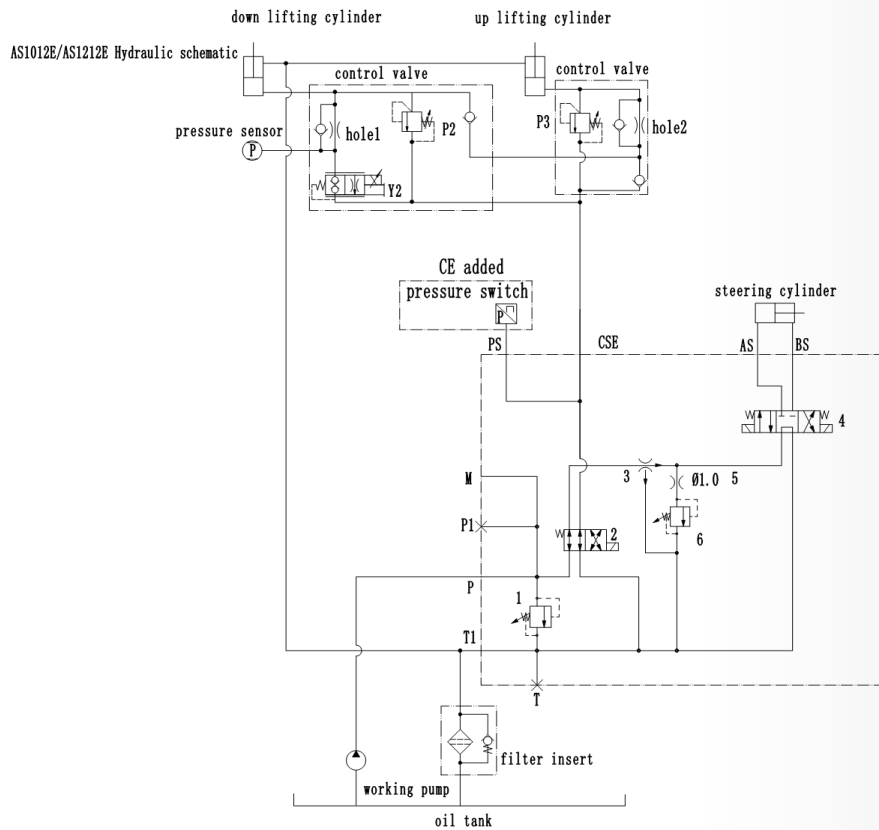 down lifting cylinder
up lifting cylinder
AS1012E/AS1212E Hydraulic schematic
control valve
control valve
P2
P3
pressure sensor
P
hole1
hole2
Y2
CE added
pressure switch
P
steering cylinder
PS
CSE
AS
BS
4
M
3
Ø1.0
5
P1
2
6
P
1
T1
T
filter insert
working pump
oil tank